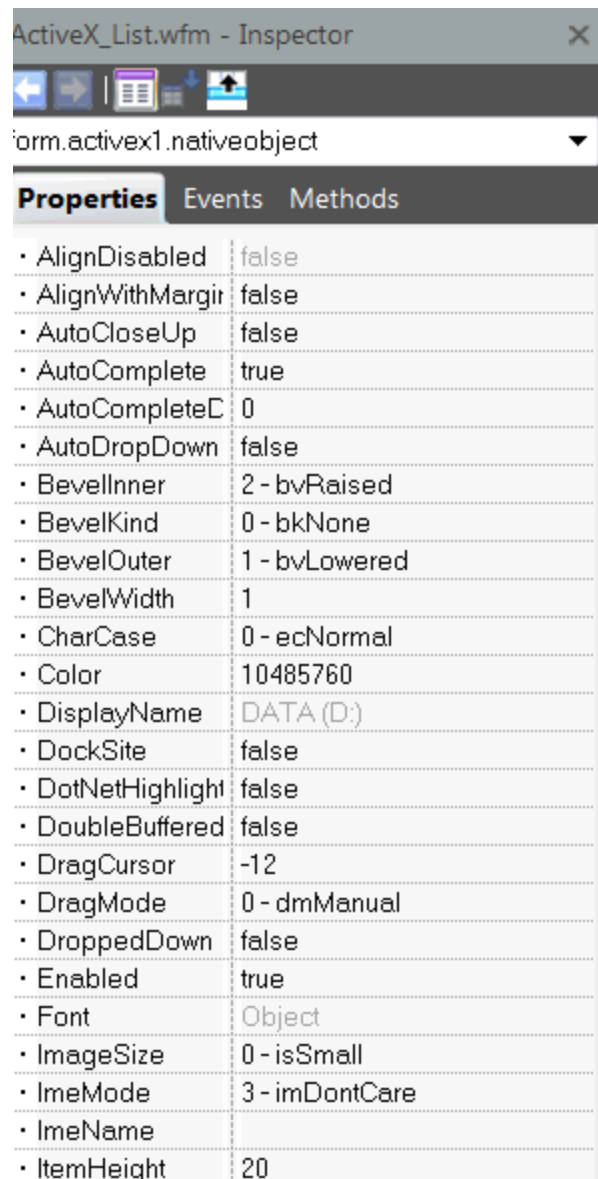 ActiveX_List.wfm - Inspector
form.activex1.nativeobject
Properties Events Methods
AlignDisabled false
AlignWithMargin false
AutoCloseUp false
AutoComplete true
AutoCompleteD 0
AutoDropDown false
BevelInner 2 - bvRaised
BevelKind 0 - bkNone
BevelOuter 1 - bvLowered
BevelWidth 1
CharCase 0 - ecNormal
Color 10485760
DisplayName DATA (D:)
DockSite false
DotNetHighlight false
DoubleBuffered false
DragCursor -12
DragMode 0 - dmManual
DroppedDown false
Enabled true
Font Object
ImageSize 0 - isSmall
ImeMode 3 - imDontCare
ImeName
ItemHeight 20